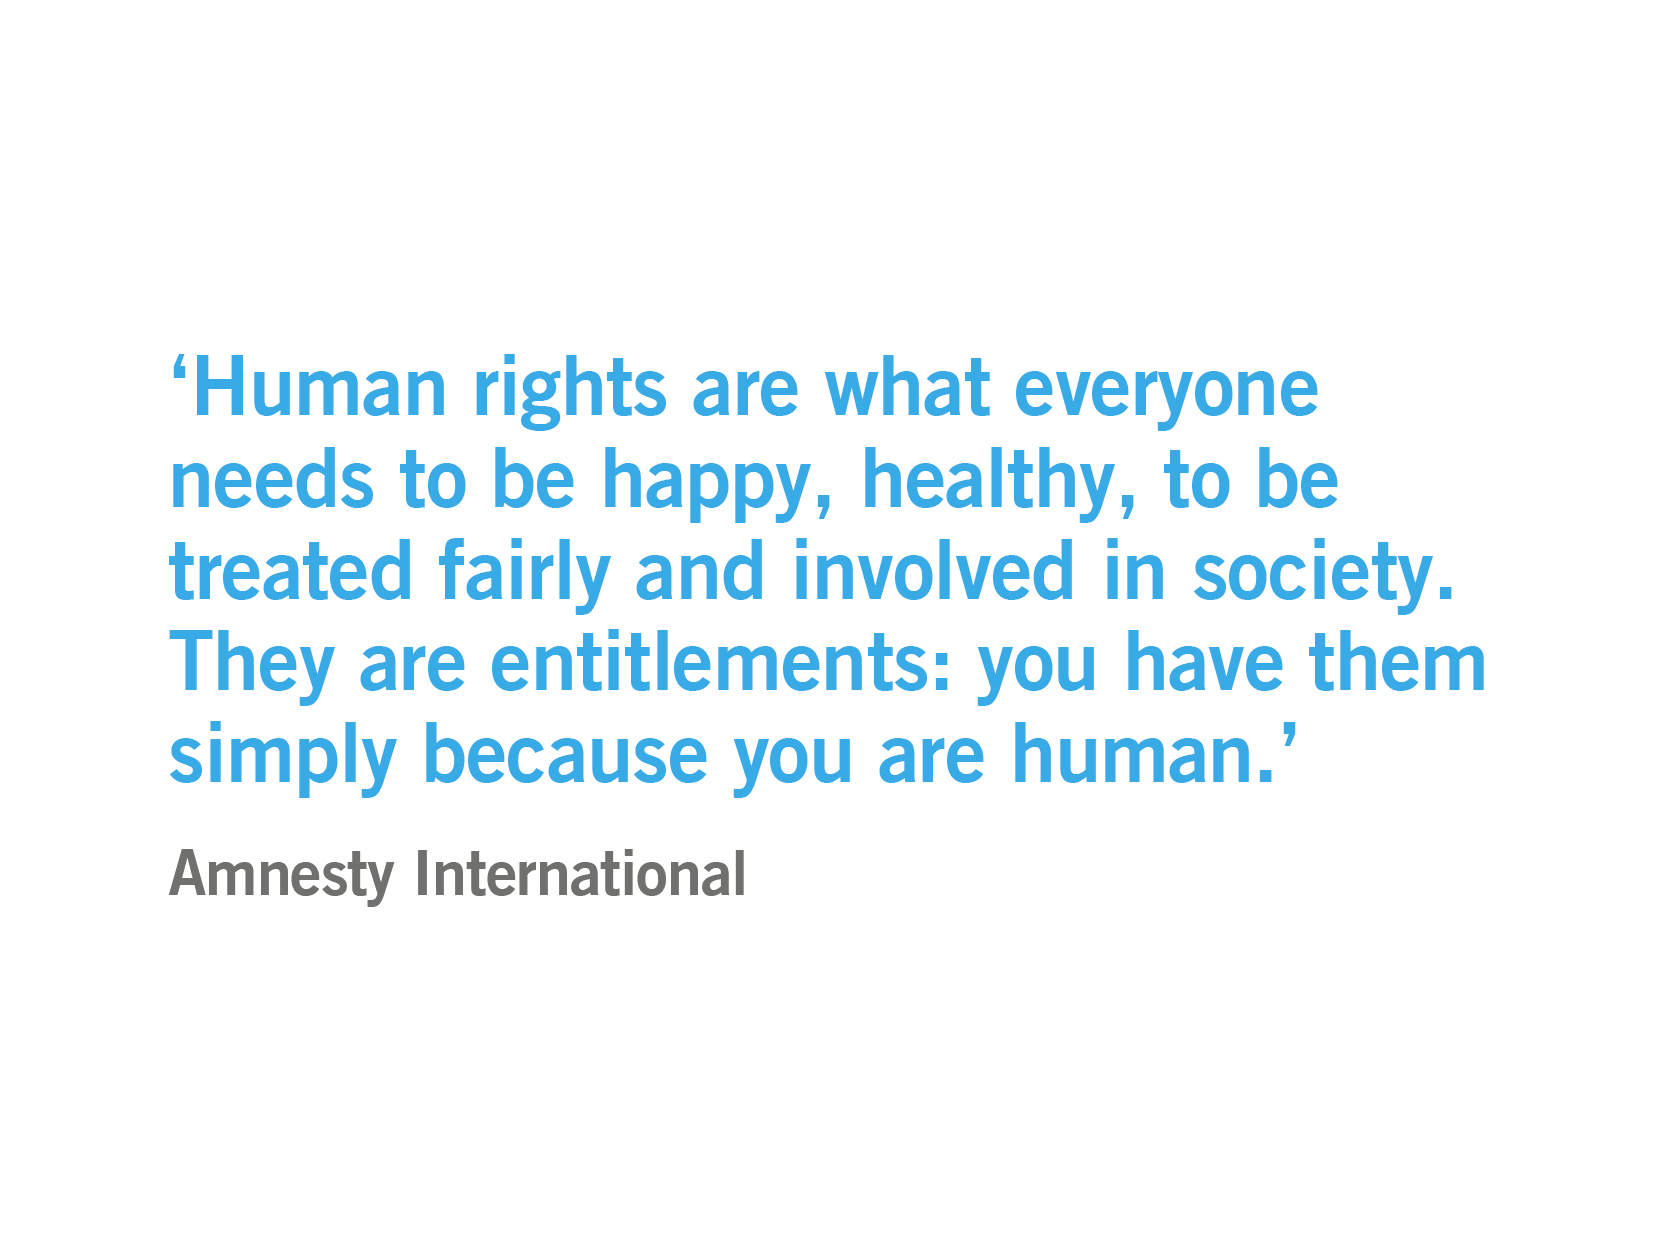 ‘Human rights are what everyone
needs to be happy, healthy, to be
treated fairly and involved in society.
They are entitlements: you have them
simply because you are human.’
Amnesty International